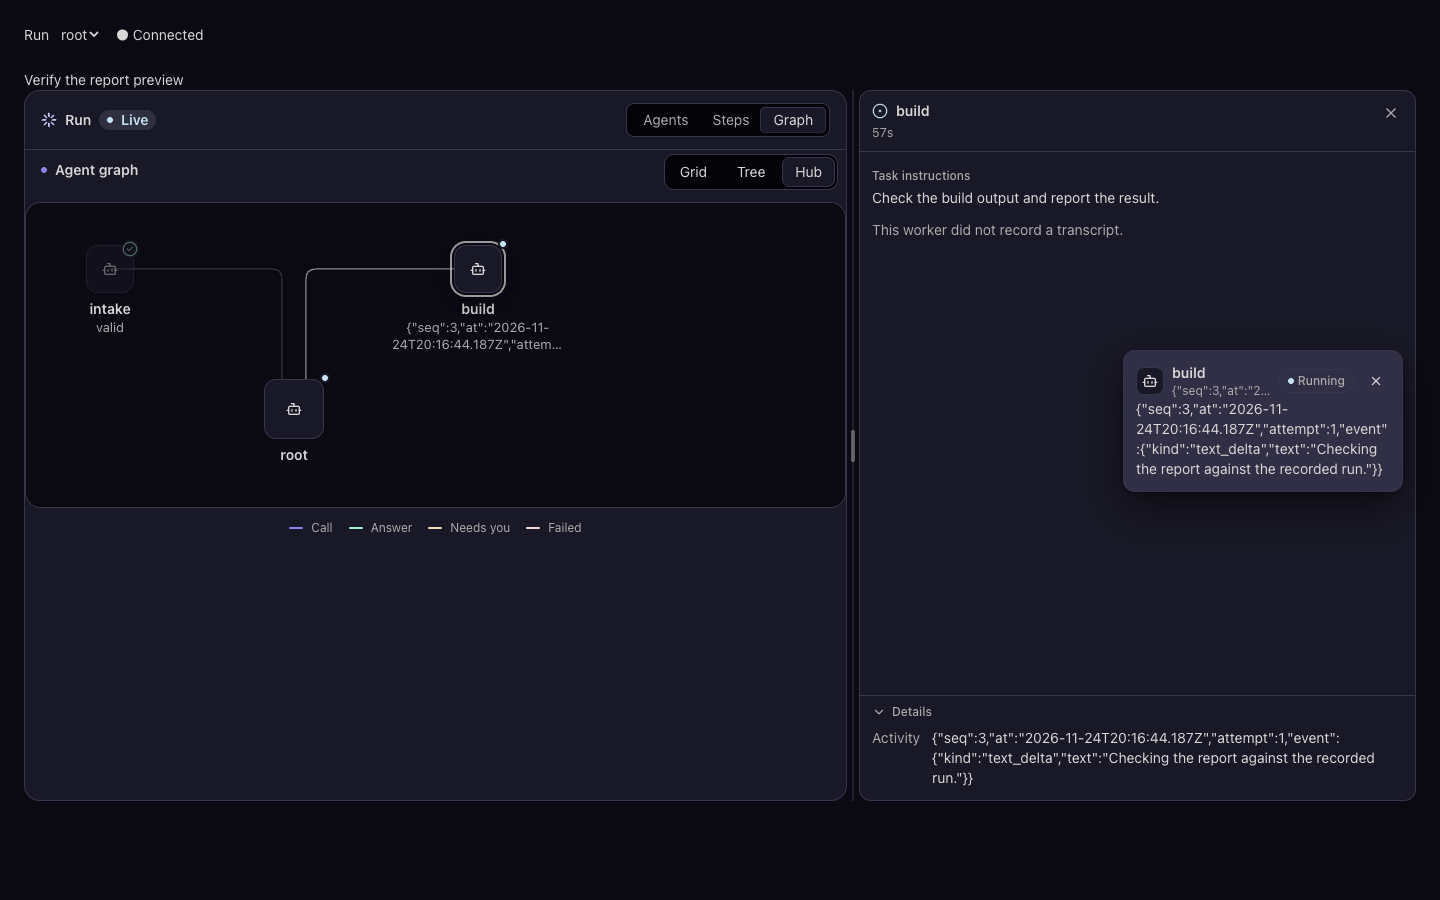 Run root Connected
Verify the report preview
Run Live
Agents Steps Graph
Agent graph
Grid Tree Hub
intake
valid
build
{"seq":3,"at":"2026-11-
24T20:16:44.187Z","attem...
root
Call Answer Needs you Failed
build
57s
Task instructions
Check the build output and report the result.
This worker did not record a transcript.
build
{"seq":3,"at":"2...
Running
{"seq":3,"at":"2026-11-
24T20:16:44.187Z","attempt":1,"event"
:{"kind":"text_delta","text":"Checking
the report against the recorded run."}}
Details
Activity {"seq":3,"at":"2026-11-24T20:16:44.187Z","attempt":1,"event":
{"kind":"text_delta","text":"Checking the report against the recorded
run."}}